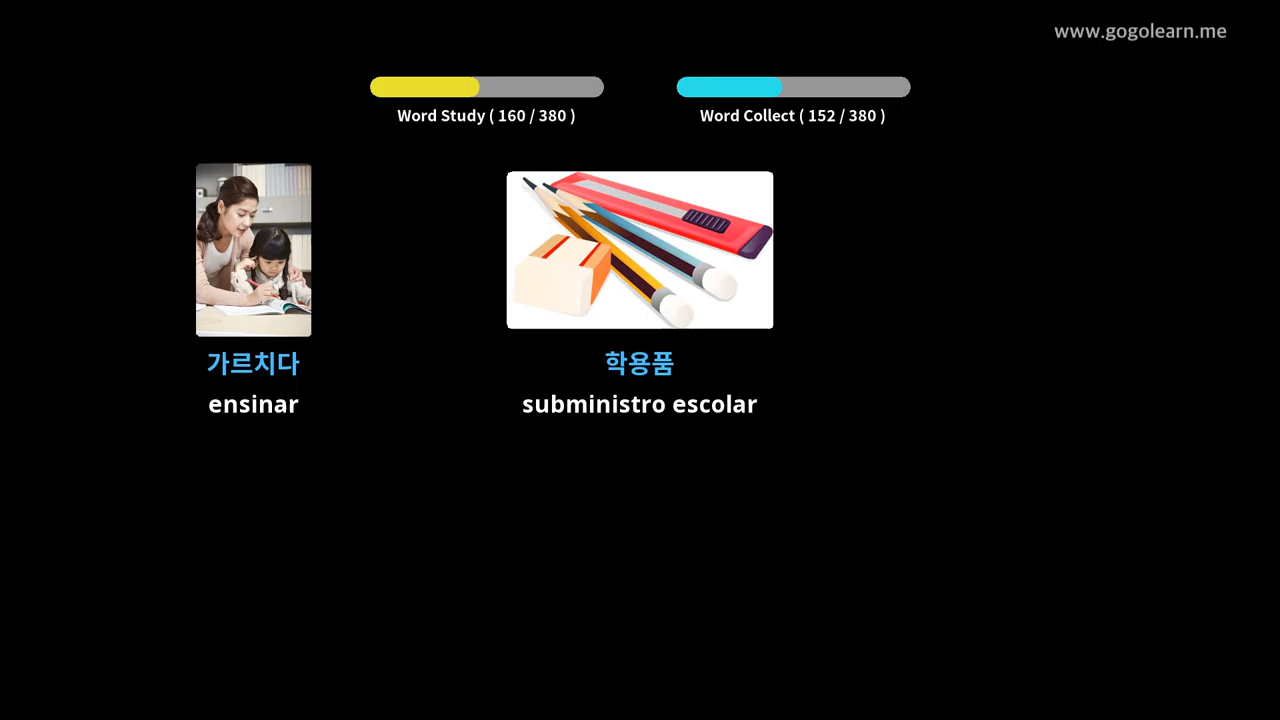 www.gogolearn.me
Word Study ( 160 / 380 )
Word Collect ( 152 / 380 )
가르치다
ensinar
학용품
subministro escolar